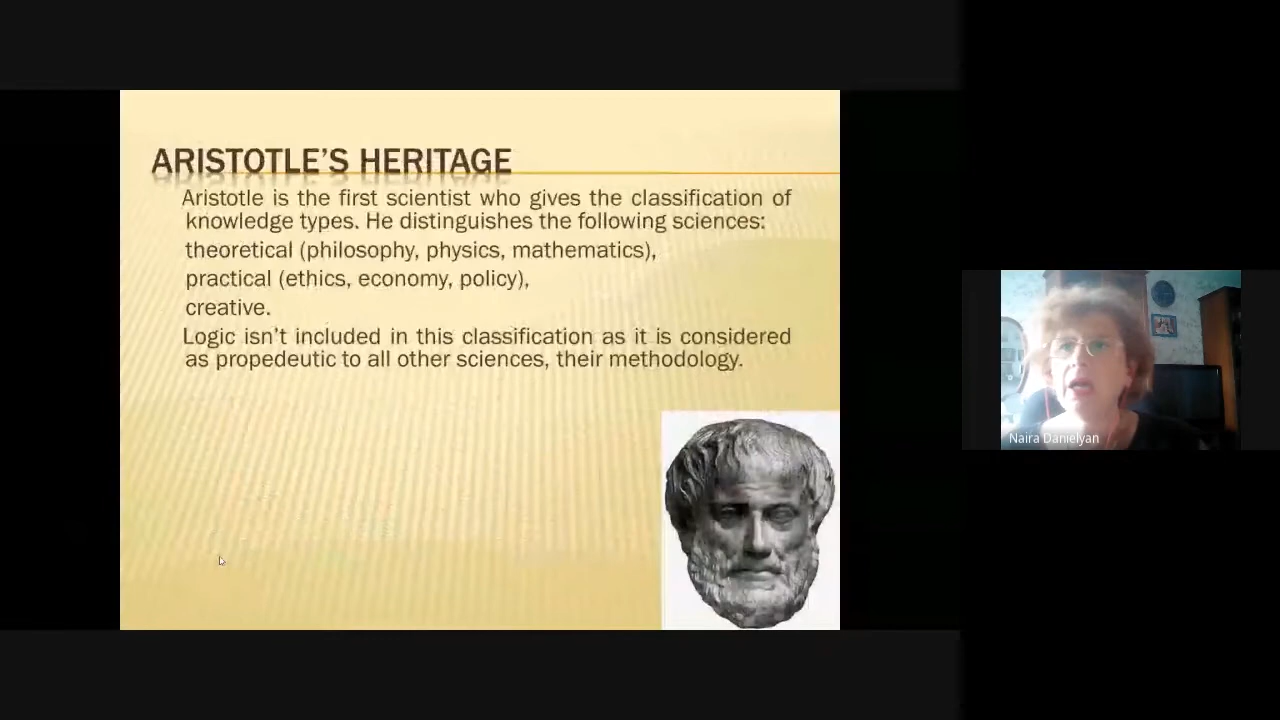 ARISTOTLE'S HERITAGE
Aristotle is the first scientist who gives the classification of
knowledge types. He distinguishes the following sciences:
theoretical (philosophy, physics, mathematics),
practical (ethics, economy, policy),
creative.
Logic isn't included in this classification as it is considered
as propedeutic to all other sciences, their methodology.
Naira Danielyan